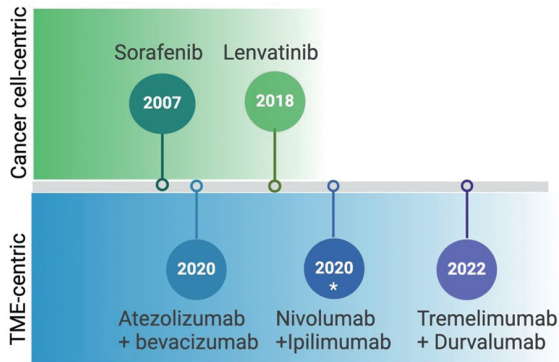 Cancer cell-centric
Sorafenib
Lenvatinib
2007
2018
TME-centric
2020
2020
*
2022
Atezolizumab
+ bevacizumab
Nivolumab
+Ipilimumab
Tremelimumab
+ Durvalumab